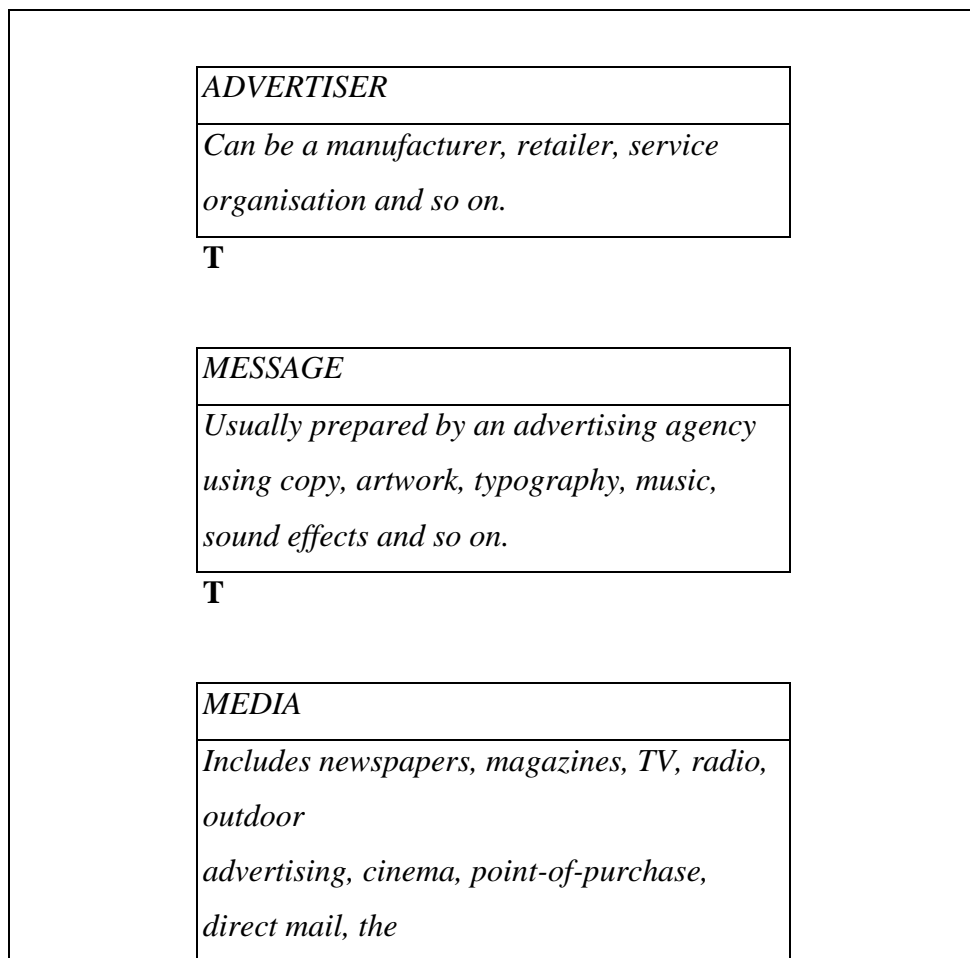 ADVERTISER
Can be a manufacturer, retailer, service
organisation and so on.
T
MESSAGE
Usually prepared by an advertising agency
using copy, artwork, typography, music,
sound effects and so on.
T
MEDIA
Includes newspapers, magazines, TV, radio,
outdoor
advertising, cinema, point-of-purchase,
direct mail, the